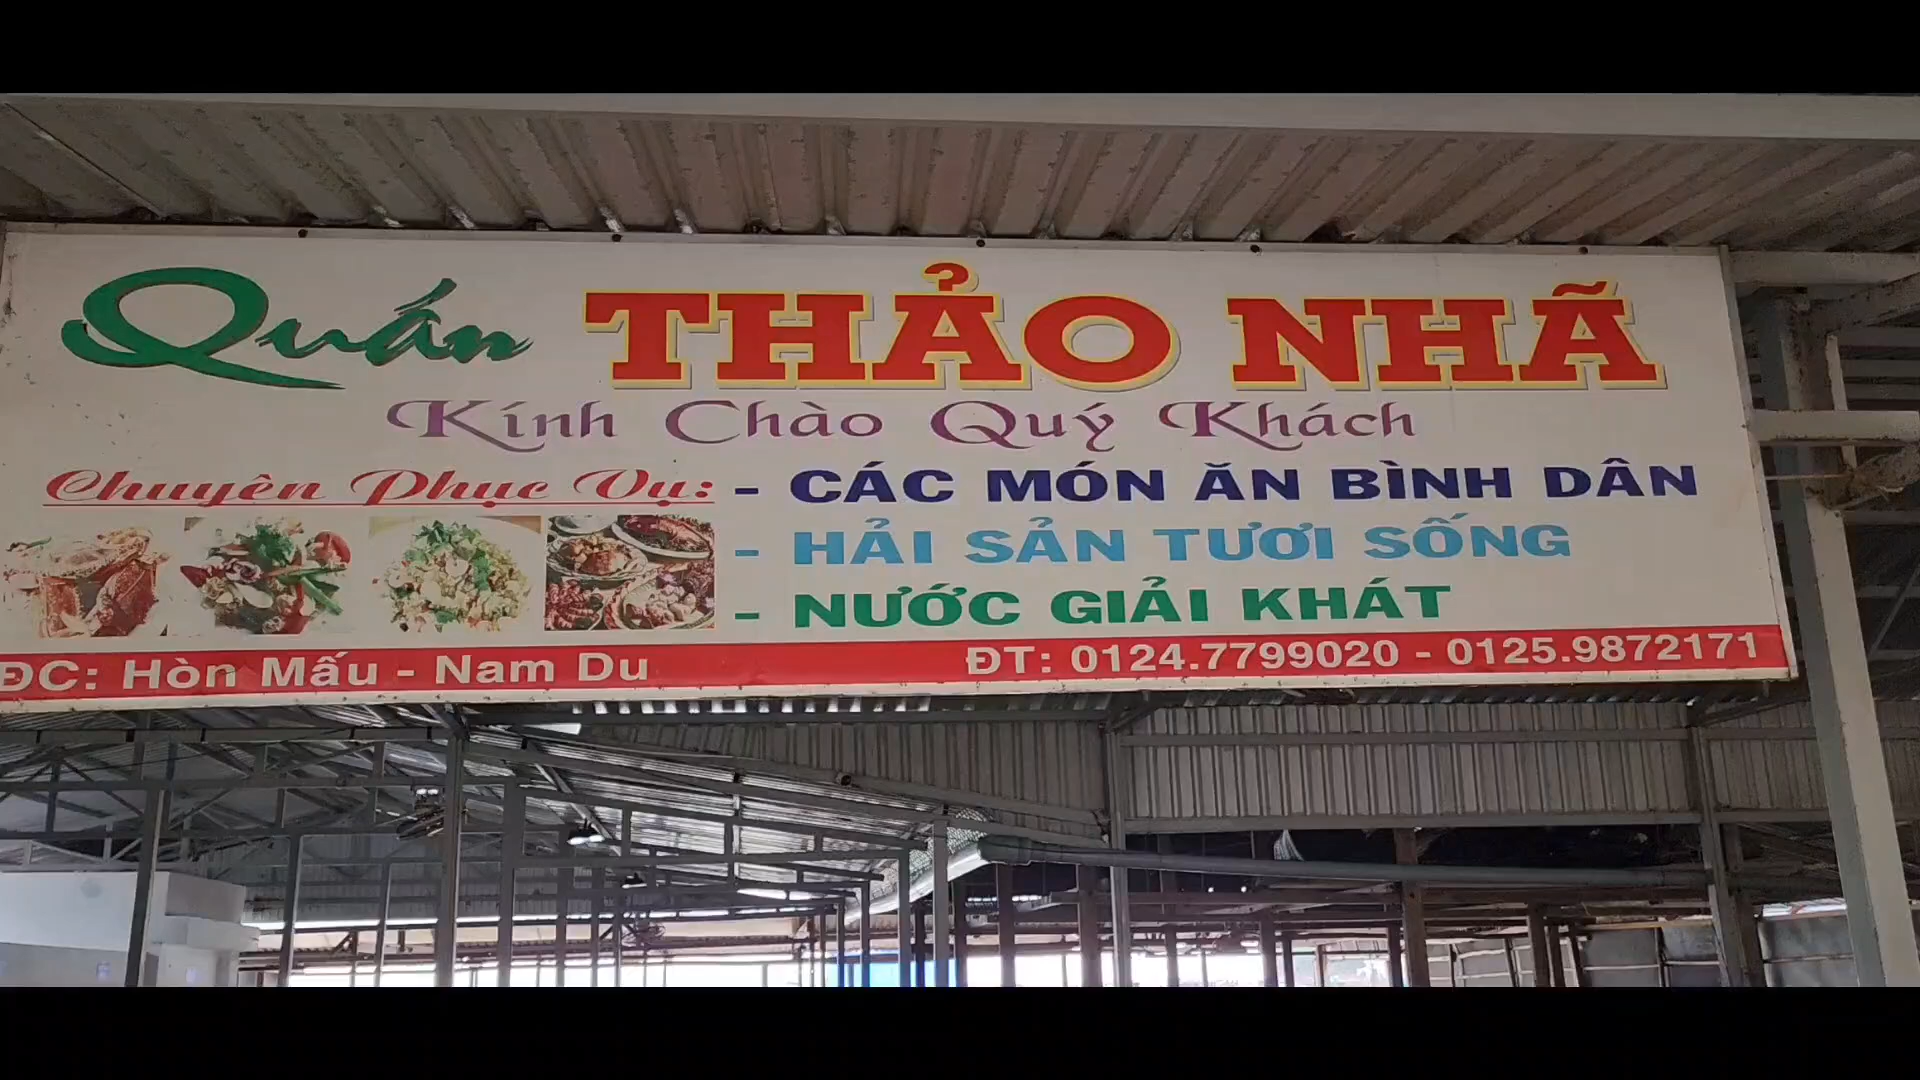 Quán THẢO NHÃ
Kính Chào Quý Khách
Chuyên Phục Vụ: - CÁC MÓN ĂN BÌNH DÂN
- HẢI SẢN TƯƠI SỐNG
- NƯỚC GIẢI KHÁT
ĐC: Hòn Mấu - Nam Du ĐT: 0124.7799020 - 0125.9872171